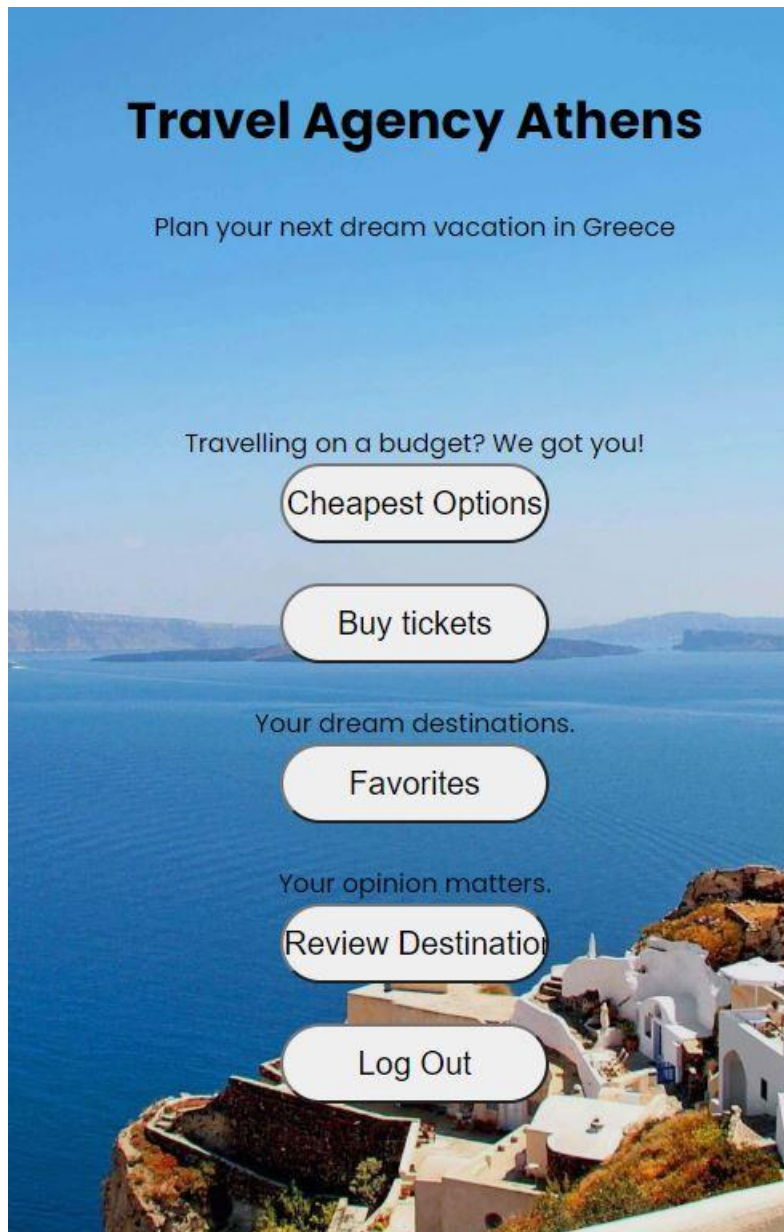 Travel Agency Athens
Plan your next dream vacation in Greece
Travelling on a budget? We got you!
Cheapest Options
Buy tickets
Your dream destinations.
Favorites
Your opinion matters.
Review Destination
Log Out